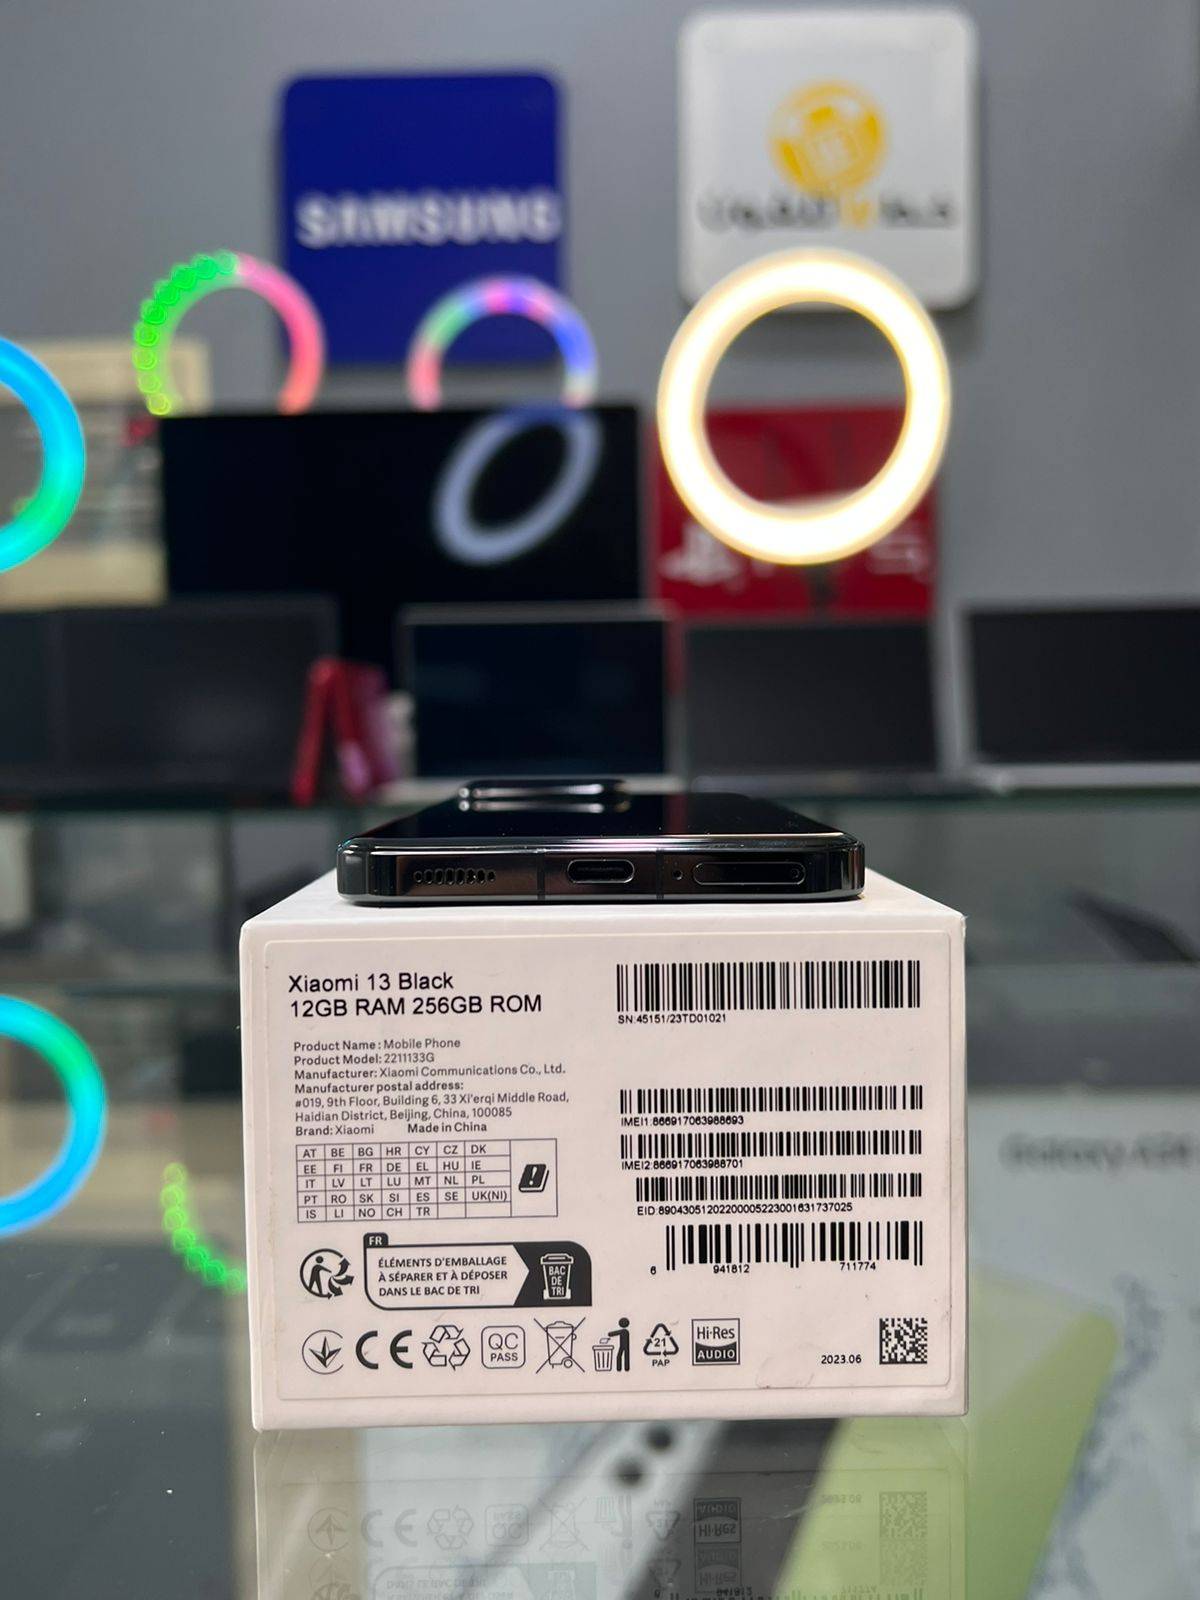 SAMSUNG
Xiaomi 13 Black
12GB RAM 256GB ROM
Product Name : Mobile Phone
Product Model: 2211133G
Manufacturer: Xiaomi Communications Co., Ltd.
Manufacturer postal address:
#019, 9th Floor, Building 6, 33 Xi'erqi Middle Road,
Haidian District, Beijing, China, 100085
Brand: Xiaomi Made in China
AT BE BG HR CY CZ DK
EE FI FR DE EL HU IE
IT LV LT LU MT NL PL
PT RO SK SI ES SE UK(NI)
IS LI NO CH TR
SN:45151/23TD01021
IMEI1:866917063988693
IMEI2:866917063988701
EID:89043051202200005223001631737025
6 941812 711774
FR
ÉLÉMENTS D'EMBALLAGE
À SÉPARER ET À DÉPOSER
DANS LE BAC DE TRI
BAC
DE
TRI
CE
QC
PASS
21
PAP
Hi-Res
AUDIO
2023.06